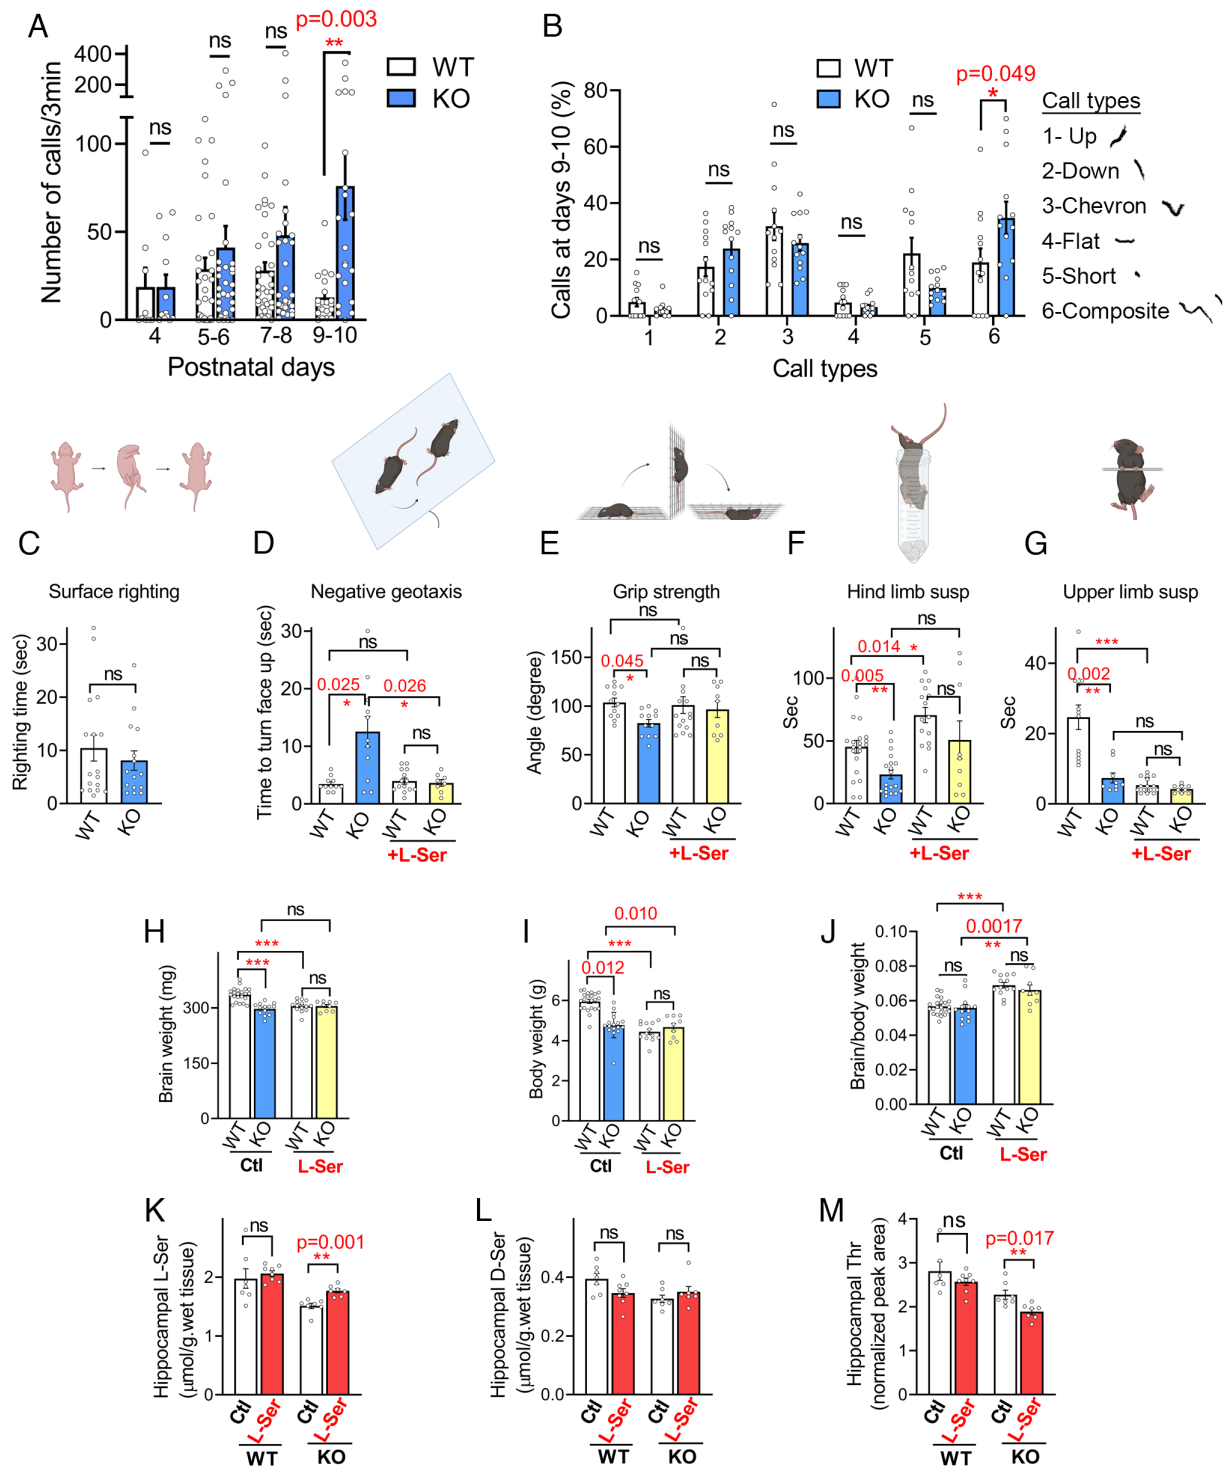 A
Number of calls/3min
400
200
100
50
0
ns
ns
ns
p=0.003
**
WT
KO
4
5-6
7-8
9-10
Postnatal days
B
Calls at days 9-10 (%)
80
60
40
20
0
ns
ns
ns
ns
ns
p=0.049
*
WT
KO
1
2
3
4
5
6
Call types
Call types
1- Up
2-Down
3-Chevron
4-Flat
5-Short
6-Composite
C
Surface righting
Righting time (sec)
30
20
10
0
ns
WT
KO
D
Negative geotaxis
Time to turn face up (sec)
30
20
10
0
ns
0.025
*
0.026
*
ns
WT
KO
WT
KO
+L-Ser
E
Grip strength
Angle (degree)
150
100
50
0
ns
ns
0.045
*
ns
WT
KO
WT
KO
+L-Ser
F
Hind limb susp
Sec
100
50
0
ns
0.014 *
0.005
**
ns
WT
KO
WT
KO
+L-Ser
G
Upper limb susp
Sec
40
20
0
***
0.002
**
ns
ns
WT
KO
WT
KO
+L-Ser
H
Brain weight (mg)
300
150
0
ns
***
***
ns
WT
KO
WT
KO
Ctl
L-Ser
I
Body weight (g)
6
4
2
0
0.010
***
0.012
ns
WT
KO
WT
KO
Ctl
L-Ser
J
Brain/body weight
0.10
0.08
0.06
0.04
0.02
0.00
***
0.0017
**
ns
ns
WT
KO
WT
KO
Ctl
L-Ser
K
Hippocampal L-Ser
(μmol/g.wet tissue)
2
1
0
ns
p=0.001
**
Ctl
L-Ser
Ctl
L-Ser
WT
KO
L
Hippocampal D-Ser
(μmol/g.wet tissue)
0.4
0.2
0.0
ns
ns
Ctl
L-Ser
Ctl
L-Ser
WT
KO
M
Hippocampal Thr
(normalized peak area)
4
3
2
1
0
ns
p=0.017
**
Ctl
L-Ser
Ctl
L-Ser
WT
KO